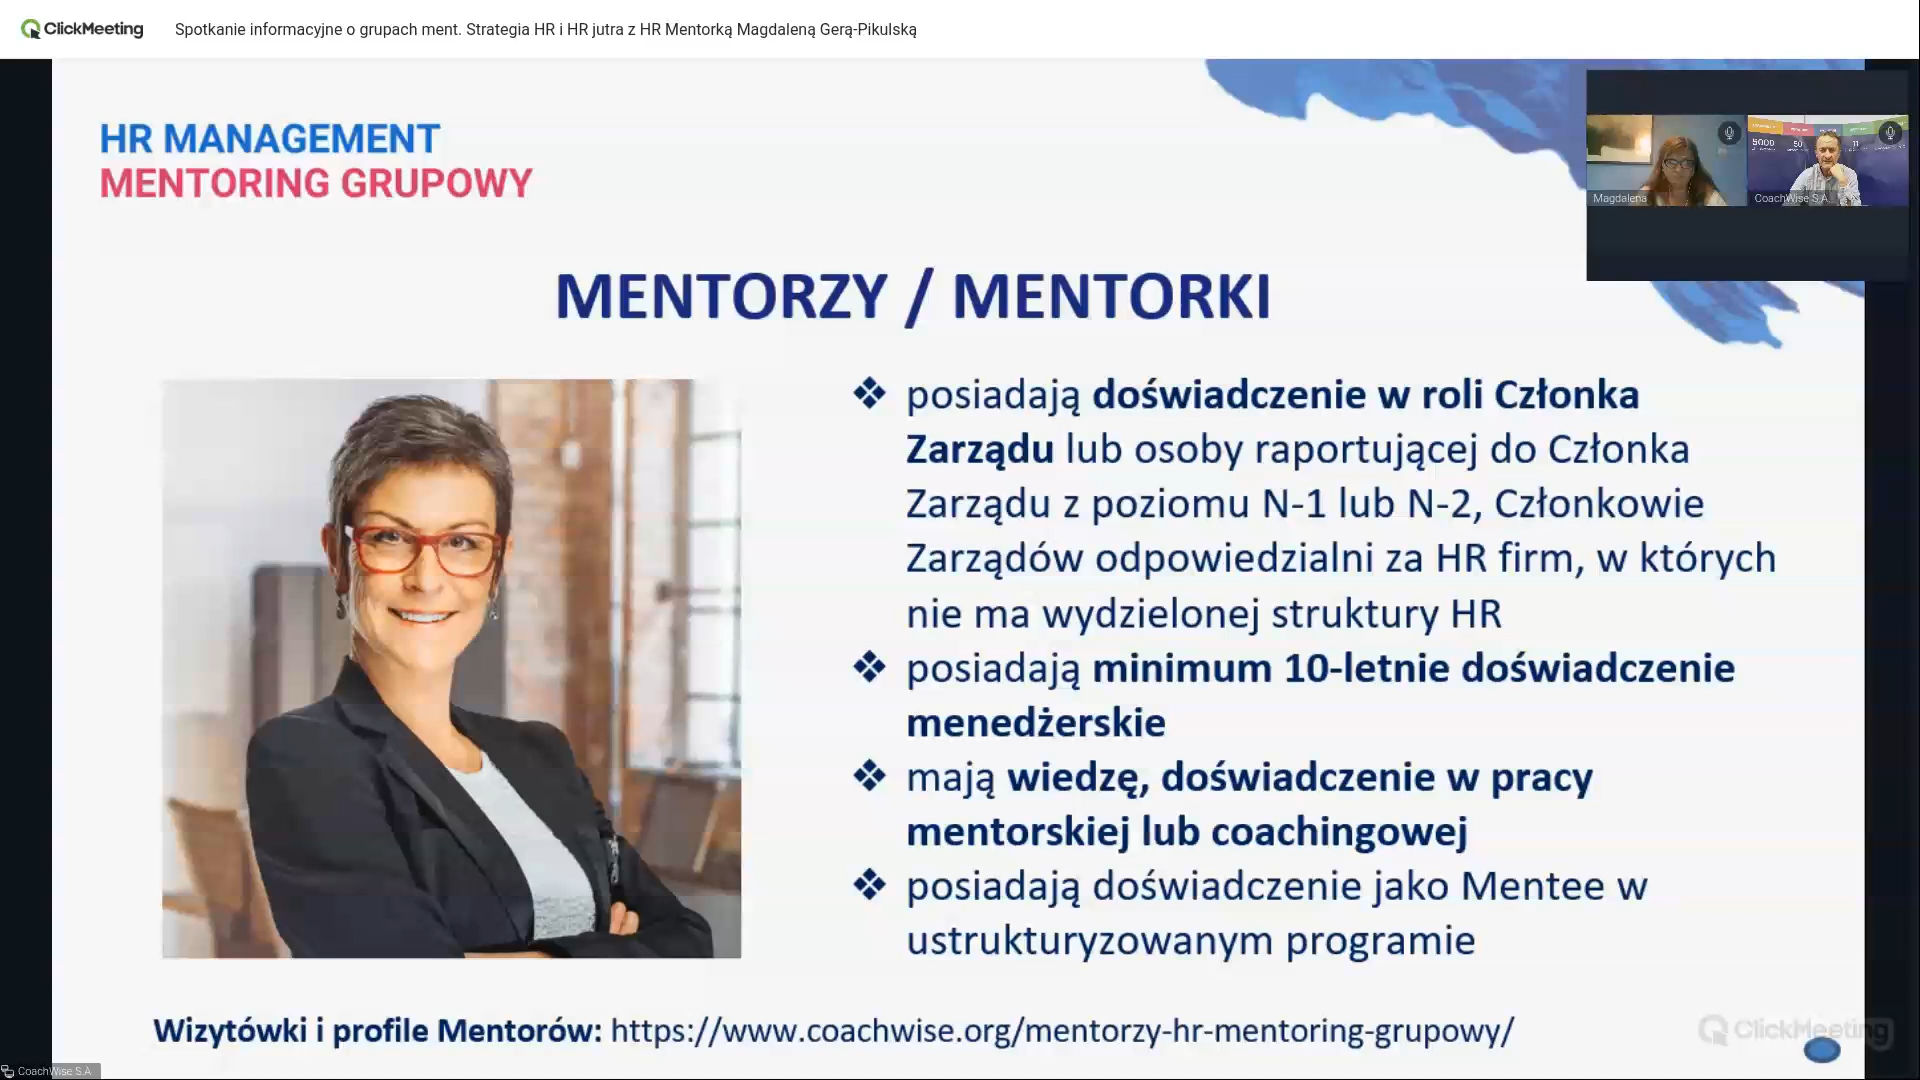 ClickMeeting
Spotkanie informacyjne o grupach ment. Strategia HR i HR jutra z HR Mentorką Magdaleną Gerą-Pikulską
HR MANAGEMENT
MENTORING GRUPOWY
5000
50
11
Magdalena
CoachWise S.A.
MENTORZY / MENTORKI
❖ posiadają doświadczenie w roli Członka
Zarządu lub osoby raportującej do Członka
Zarządu z poziomu N-1 lub N-2, Członkowie
Zarządów odpowiedzialni za HR firm, w których
nie ma wydzielonej struktury HR
❖ posiadają minimum 10-letnie doświadczenie
menedżerskie
❖ mają wiedzę, doświadczenie w pracy
mentorskiej lub coachingowej
❖ posiadają doświadczenie jako Mentee w
ustrukturyzowanym programie
Wizytówki i profile Mentorów: https://www.coachwise.org/mentorzy-hr-mentoring-grupowy/
ClickMeeting
CoachWise S.A.